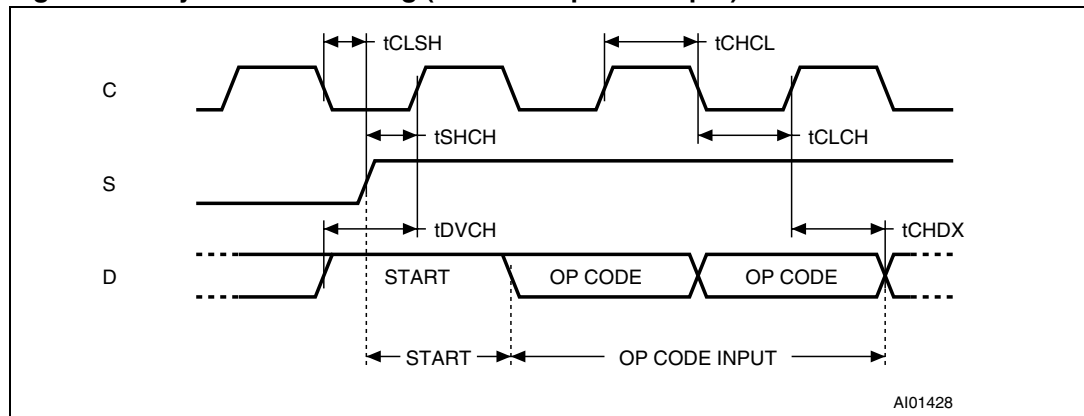 tCLSH tCHCL
C
tSHCH tCLCH
S
tDVCH tCHDX
D START OP CODE OP CODE
START OP CODE INPUT
AI01428